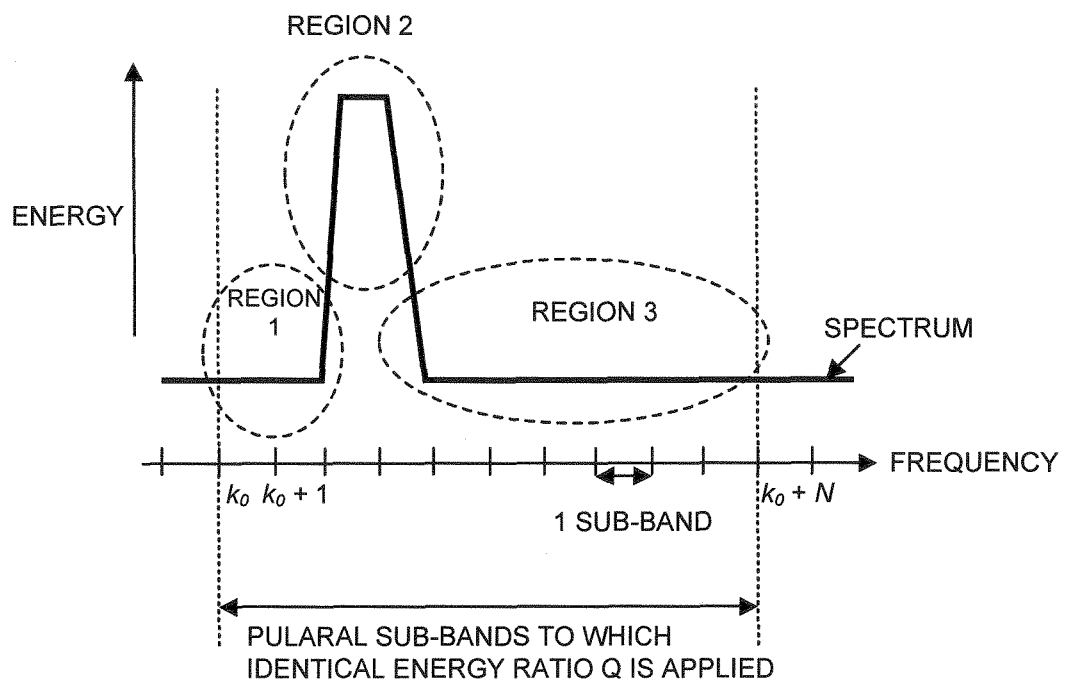 REGION 2
ENERGY
REGION
1
REGION 3
SPECTRUM
FREQUENCY
k0 k0 + 1
k0 + N
1 SUB-BAND
PULARAL SUB-BANDS TO WHICH
IDENTICAL ENERGY RATIO Q IS APPLIED